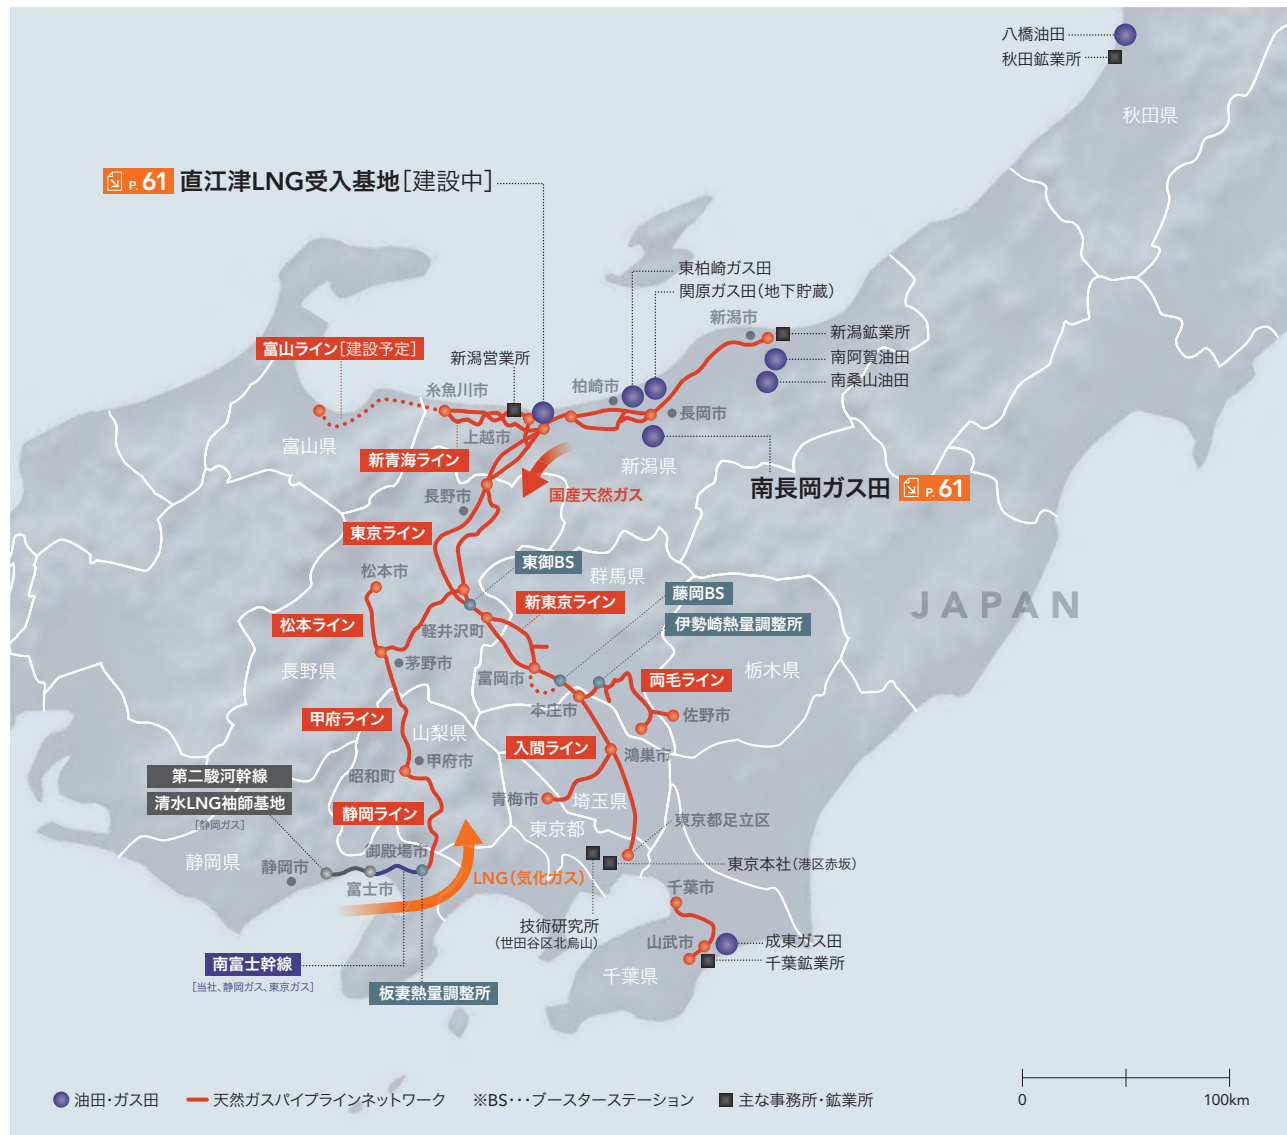 八橋油田
秋田鉱業所
秋田県
P. 61 直江津LNG受入基地[建設中]
東柏崎ガス田
関原ガス田(地下貯蔵)
新潟市
新潟鉱業所
富山ライン[建設予定]
新潟営業所
南阿賀油田
糸魚川市
柏崎市
南桑山油田
長岡市
上越市
富山県
新青海ライン
新潟県
南長岡ガス田 P. 61
長野市
国産天然ガス
東京ライン
東御BS
群馬県
松本市
藤岡BS
新東京ライン
JAPAN
松本ライン
軽井沢町
伊勢崎熱量調整所
茅野市
長野県
富岡市
両毛ライン
栃木県
本庄市
佐野市
甲府ライン
山梨県
入間ライン
鴻巣市
甲府市
第二駿河幹線
昭和町
清水LNG袖師基地
[静岡ガス]
静岡ライン
青梅市
埼玉県
東京都
東京都足立区
御殿場市
静岡県
静岡市
東京本社(港区赤坂)
富士市
LNG(気化ガス)
千葉市
技術研究所
(世田谷区北烏山)
山武市
成東ガス田
千葉鉱業所
南富士幹線
[当社、静岡ガス、東京ガス]
板妻熱量調整所
千葉県
油田・ガス田
天然ガスパイプラインネットワーク
※BS・・・ブースターステーション
主な事務所・鉱業所
0
100km